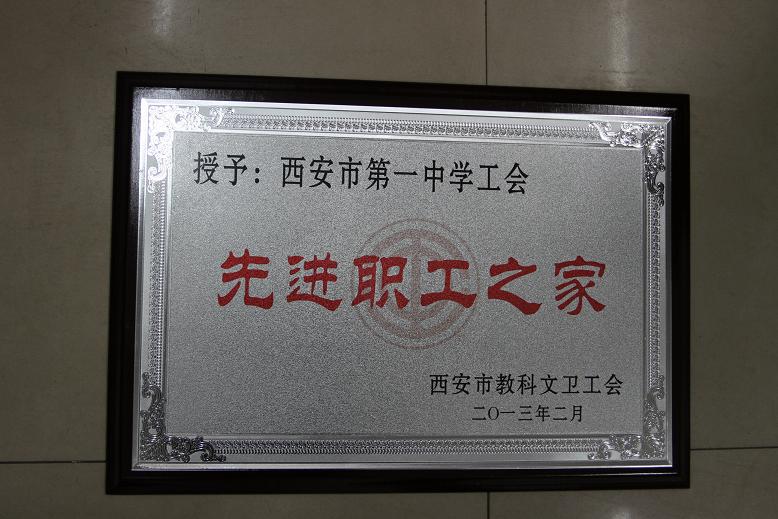 授予：西安市第一中学工会
先进职工之家
西安市教科文卫工会
二〇一三年二月